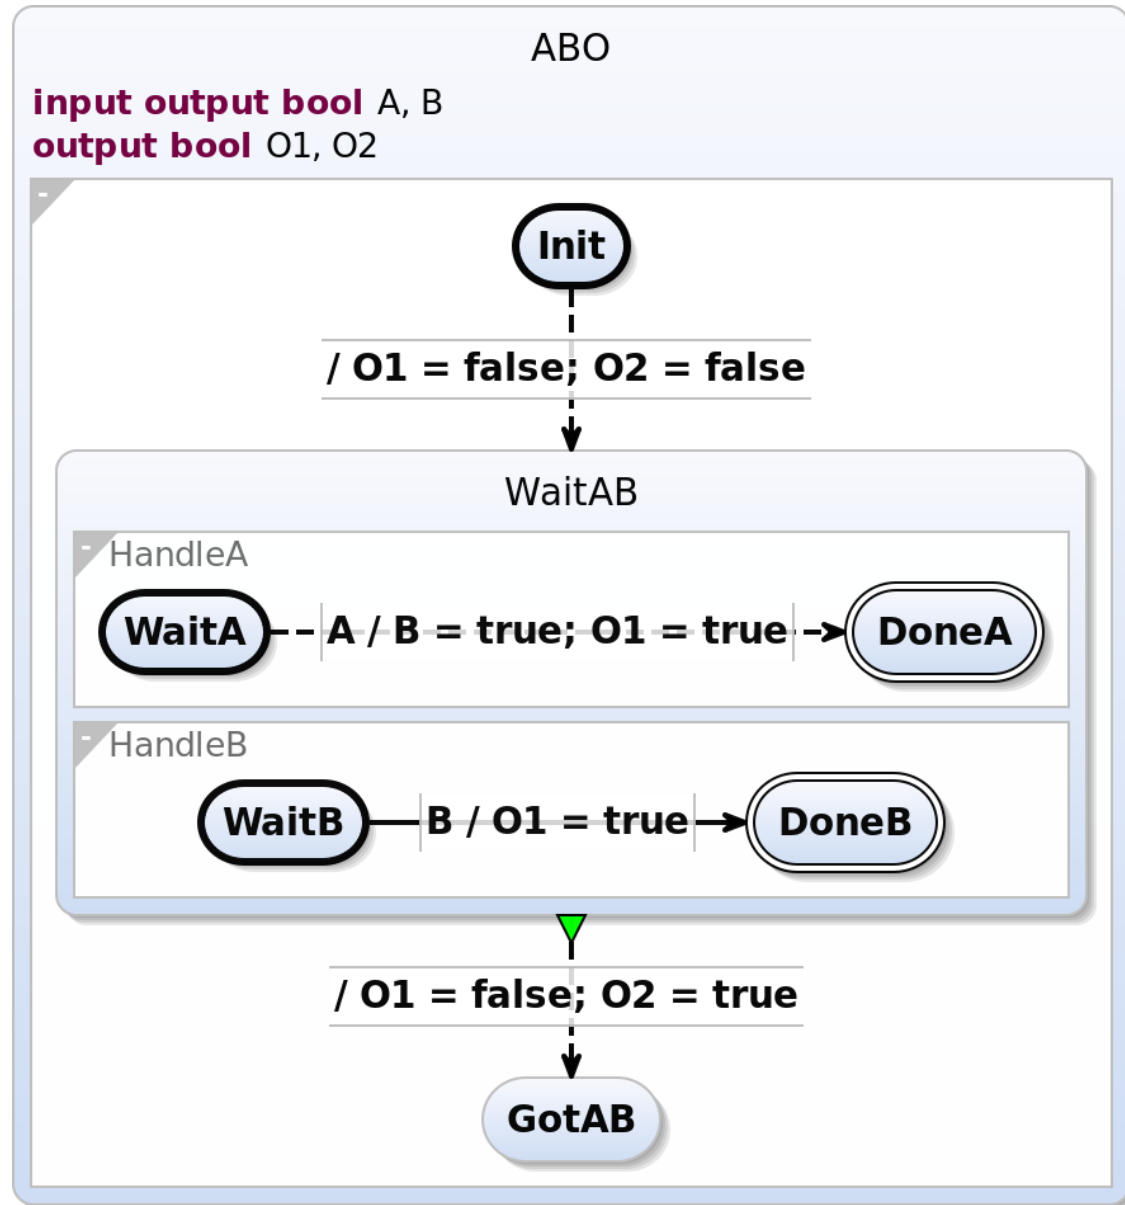 ABO
input output bool A, B
output bool O1, O2
-
Init
/ O1 = false; O2 = false
WaitAB
- HandleA
WaitA A / B = true; O1 = true DoneA
- HandleB
WaitB B / O1 = true DoneB
/ O1 = false; O2 = true
GotAB